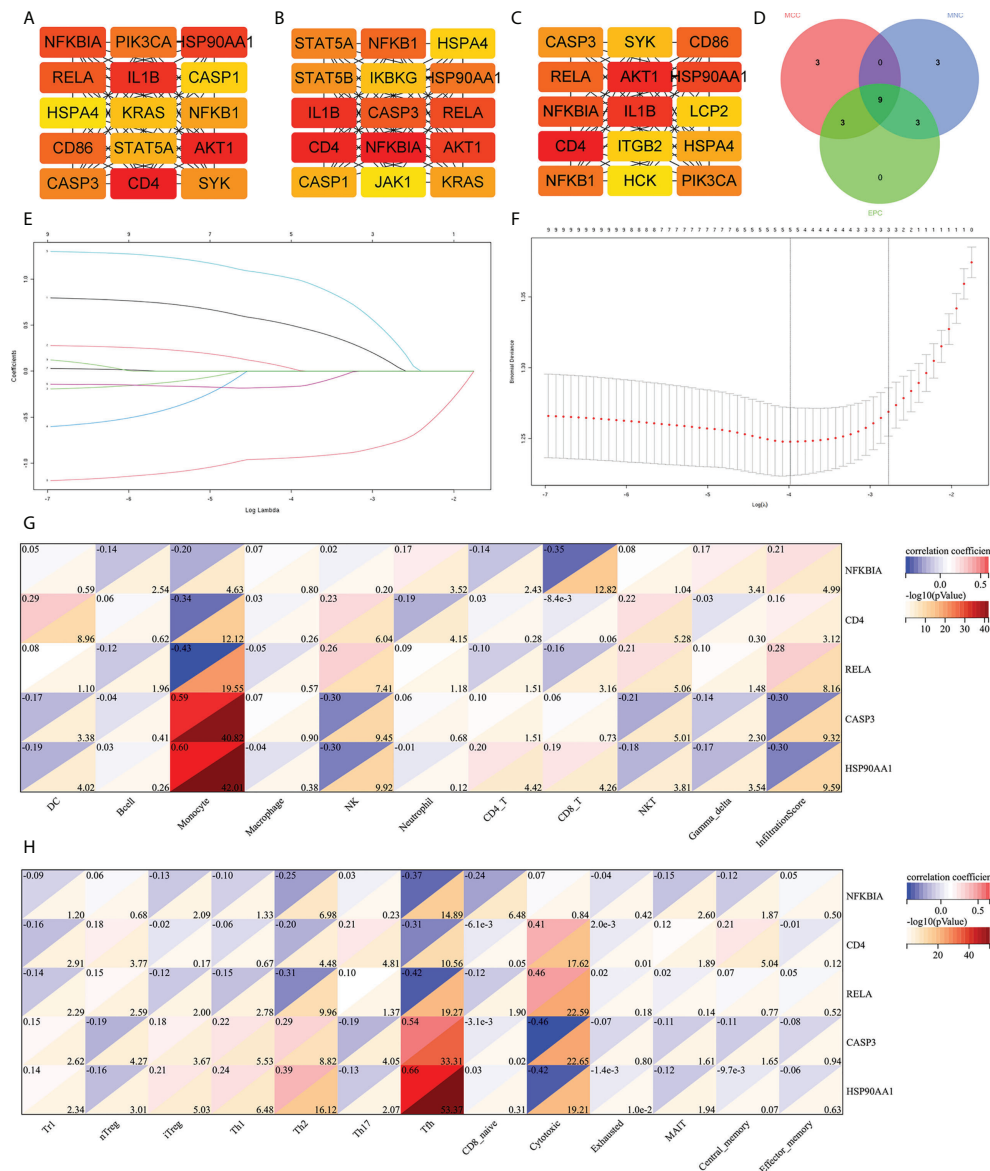 A B C D
NFKBIA PIK3CA HSP90AA1
RELA IL1B CASP1
HSPA4 KRAS NFKB1
CD86 STAT5A AKT1
CASP3 CD4 SYK
STAT5A NFKB1 HSPA4
STAT5B IKBKG HSP90AA1
IL1B CASP3 RELA
CD4 NFKBIA AKT1
CASP1 JAK1 KRAS
CASP3 SYK CD86
RELA AKT1 HSP90AA1
NFKBIA IL1B LCP2
CD4 ITGB2 HSPA4
NFKB1 HCK PIK3CA
MCC MNC
3 0 3
9
3 3
0
EPC
E
9 9 7 5 5 3 1
Coefficients
1.0
0.5
0.0
-0.5
-1.0
-7 -6 -5 -4 -3 -2
Log Lambda
F
Binomial Deviance
1.35
1.30
1.25
-7 -6 -5 -4 -3 -2
Log(λ)
G
0.05 -0.14 -0.20 0.07 0.02 0.17 -0.14 -0.35 0.08 0.17 0.21
NFKBIA
0.59 2.54 4.63 0.80 0.20 3.52 2.43 12.82 1.04 3.41 4.99
0.29 0.06 -0.34 0.03 0.23 -0.19 0.03 -8.4e-3 0.22 -0.03 0.16
CD4
8.96 0.62 12.12 0.26 6.04 4.15 0.28 0.06 5.28 0.30 3.12
0.08 -0.12 -0.43 -0.05 0.26 0.09 -0.10 -0.16 0.21 0.10 0.28
RELA
1.10 1.96 19.55 0.57 7.41 1.18 1.51 3.16 5.06 1.48 8.16
-0.17 -0.04 0.59 0.07 -0.30 0.06 0.10 0.06 -0.21 -0.14 -0.30
CASP3
3.38 0.41 40.82 0.90 9.45 0.68 1.51 0.73 5.01 2.30 9.32
-0.19 0.03 0.60 -0.04 -0.30 -0.01 0.20 0.19 -0.18 -0.17 -0.30
HSP90AA1
4.02 0.26 42.01 0.38 9.92 0.12 4.42 4.26 3.81 3.54 9.59
DC Bcell Monocyte Macrophage NK Neutrophil CD4_T CD8_T NKT Gamma_delta InfiltrationScore
correlation coefficient
0.0 0.5
-log10(pValue)
10 20 30 40
H
-0.09 0.06 -0.13 -0.10 -0.25 0.03 -0.37 -0.24 0.07 -0.04 -0.12 -0.12 0.05
NFKBIA
1.20 0.68 2.09 1.33 6.98 0.23 14.89 6.48 0.84 0.42 2.60 1.87 0.50
-0.16 0.18 -0.02 -0.06 -0.20 0.21 -0.31 -6.1e-3 0.41 2.0e-3 0.12 0.21 -0.01
CD4
2.91 3.77 0.17 0.67 4.48 4.81 10.56 0.05 17.62 1.89 5.04 0.12
-0.14 0.15 -0.12 -0.15 -0.31 0.10 -0.42 -0.12 0.46 0.02 0.02 0.07 0.05
RELA
2.29 2.59 2.00 2.78 9.96 1.37 19.27 1.90 22.59 0.18 0.14 0.77 0.52
0.15 -0.19 0.18 0.22 0.29 -0.19 0.54 -3.1e-3 -0.46 -0.07 -0.11 -0.11 -0.08
CASP3
2.62 4.27 3.67 5.53 8.82 4.05 33.31 0.02 22.65 0.80 1.61 1.65 0.94
0.14 -0.16 0.21 0.24 0.39 -0.13 0.66 0.03 -0.42 -1.4e-3 -0.12 -9.7e-3 -0.06
HSP90AA1
2.34 3.01 5.03 6.48 16.12 2.07 53.37 0.31 19.21 1.0e-2 1.94 0.07 0.63
Tr1 nTreg iTreg Th1 Th2 Th17 Tfh CD8_naive Cytotoxic Exhausted MAIT Central_memory Effector_memory
correlation coefficient
0.0 0.5
-log10(pValue)
20 40